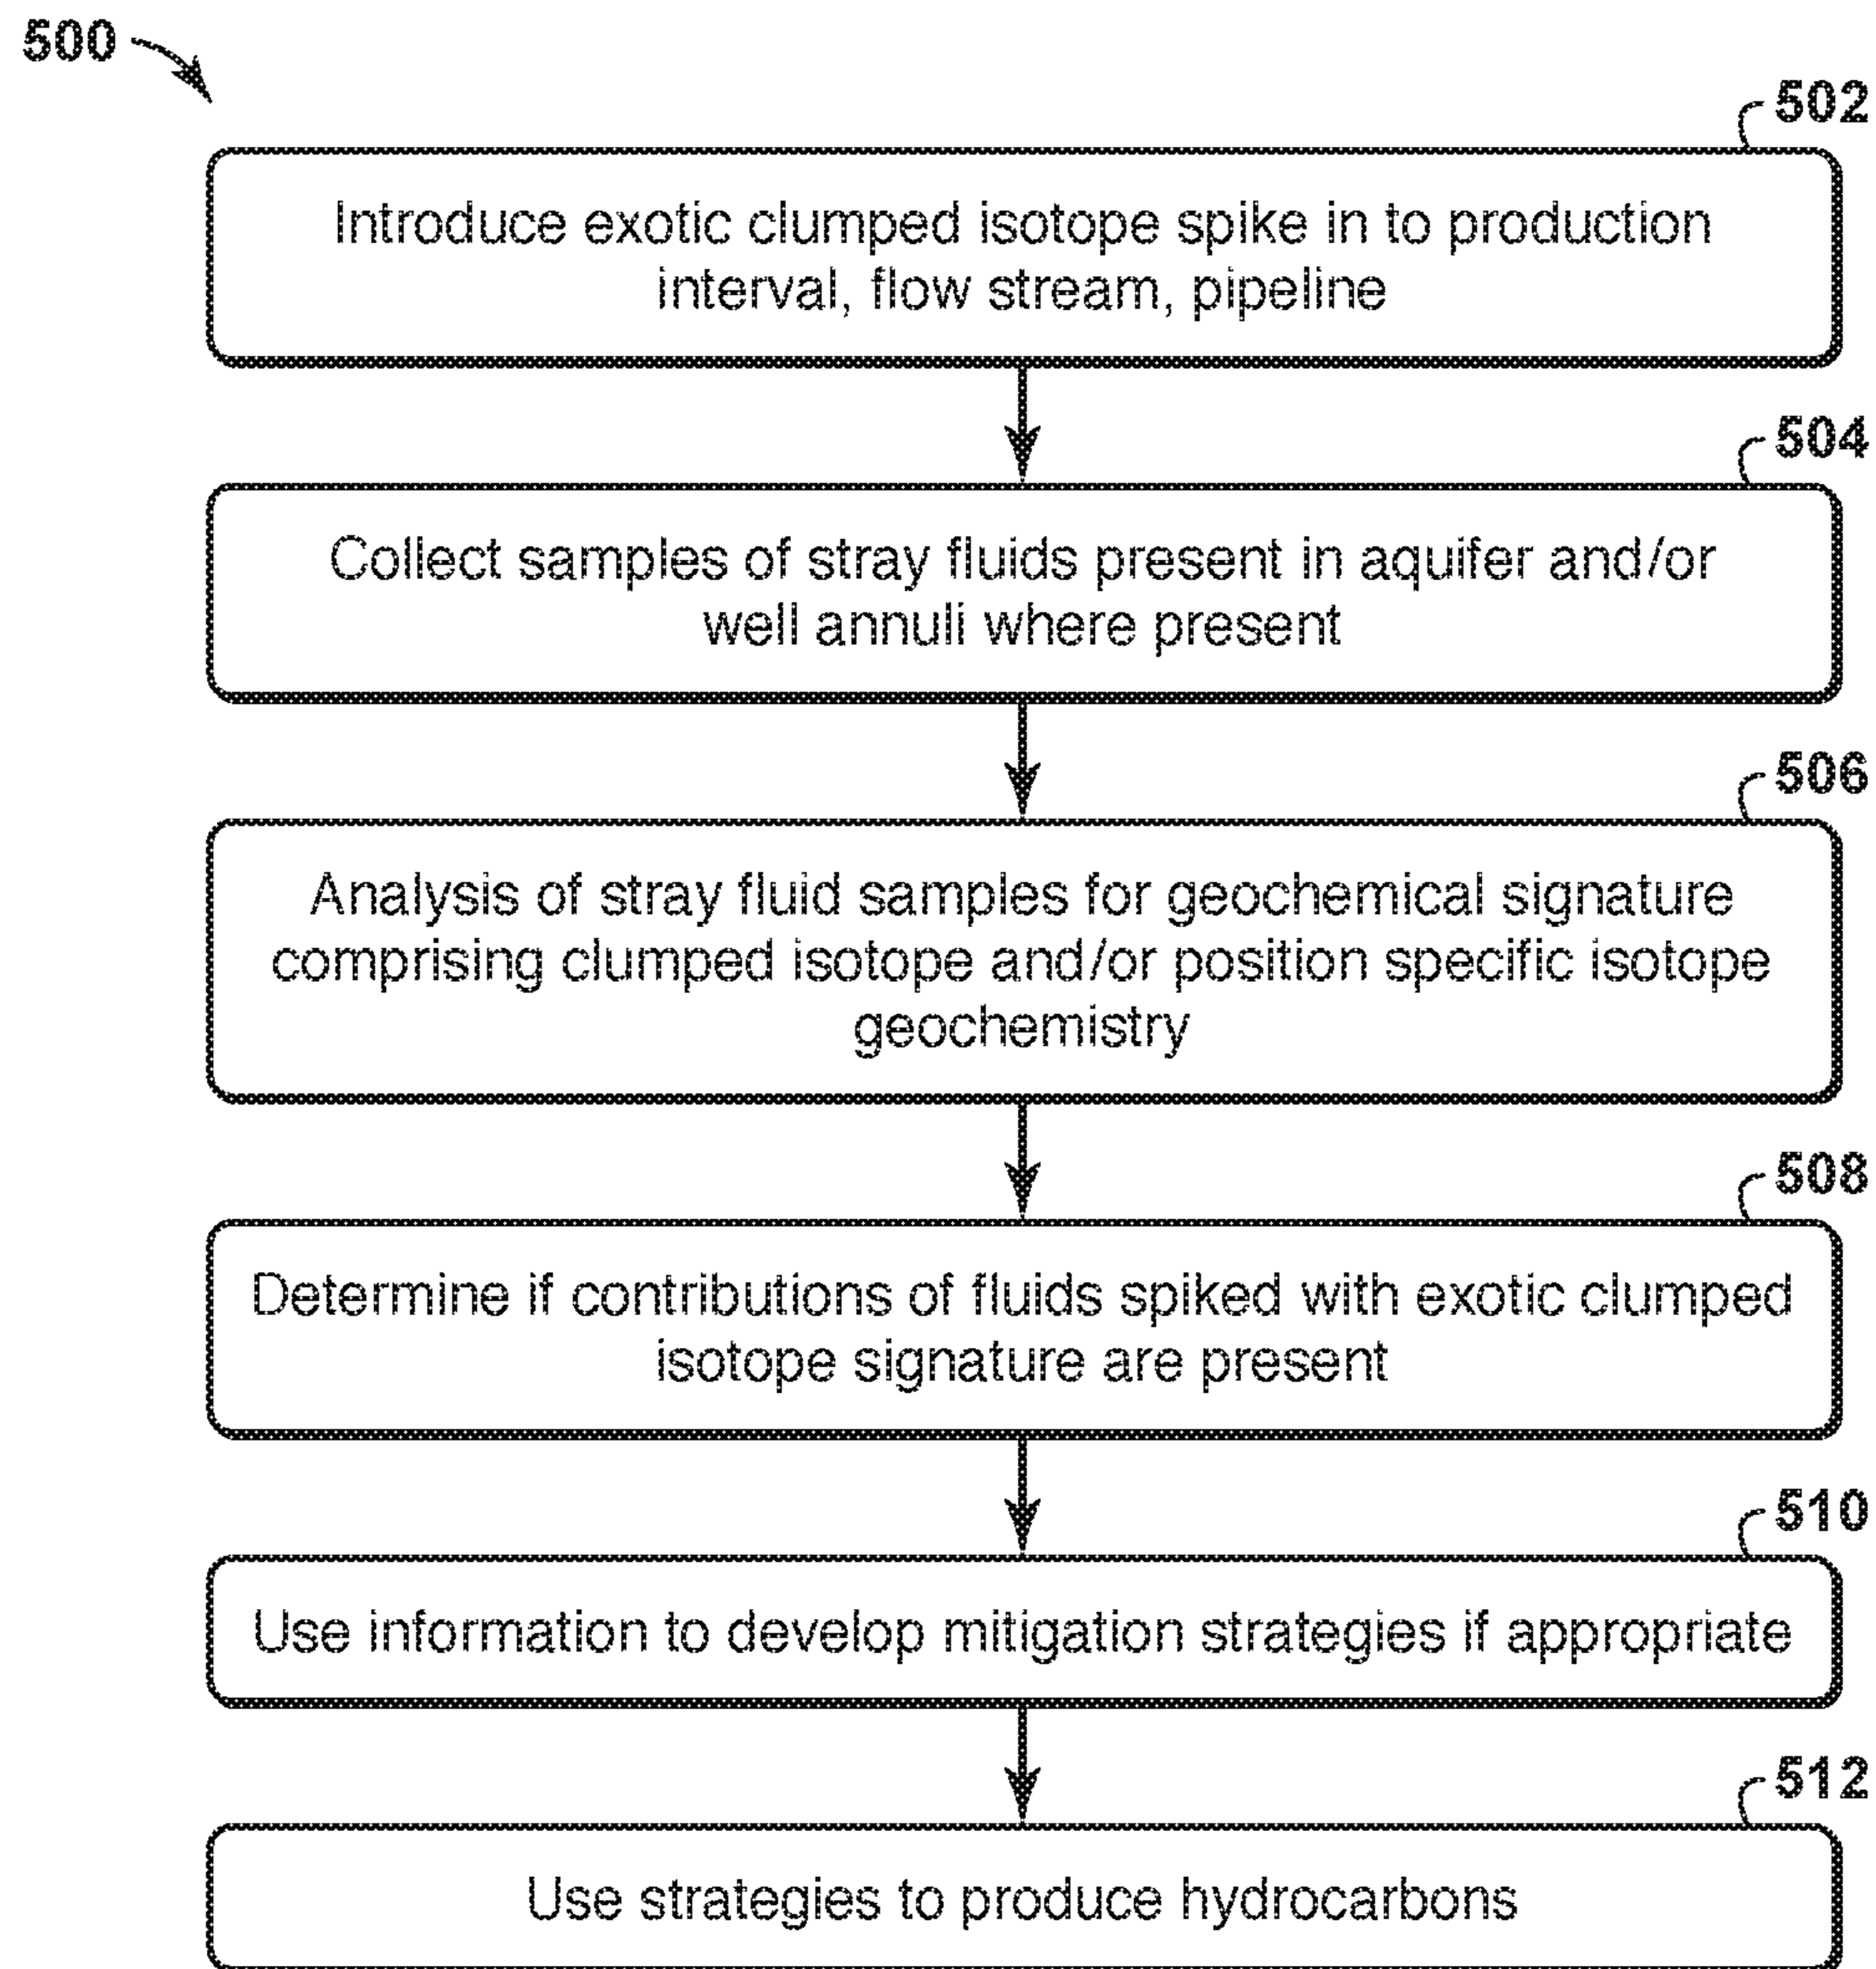 500
502
Introduce exotic clumped isotope spike in to production
interval, flow stream, pipeline
504
Collect samples of stray fluids present in aquifer and/or
well annuli where present
506
Analysis of stray fluid samples for geochemical signature
comprising clumped isotope and/or position specific isotope
geochemistry
508
Determine if contributions of fluids spiked with exotic clumped
isotope signature are present
510
Use information to develop mitigation strategies if appropriate
512
Use strategies to produce hydrocarbons